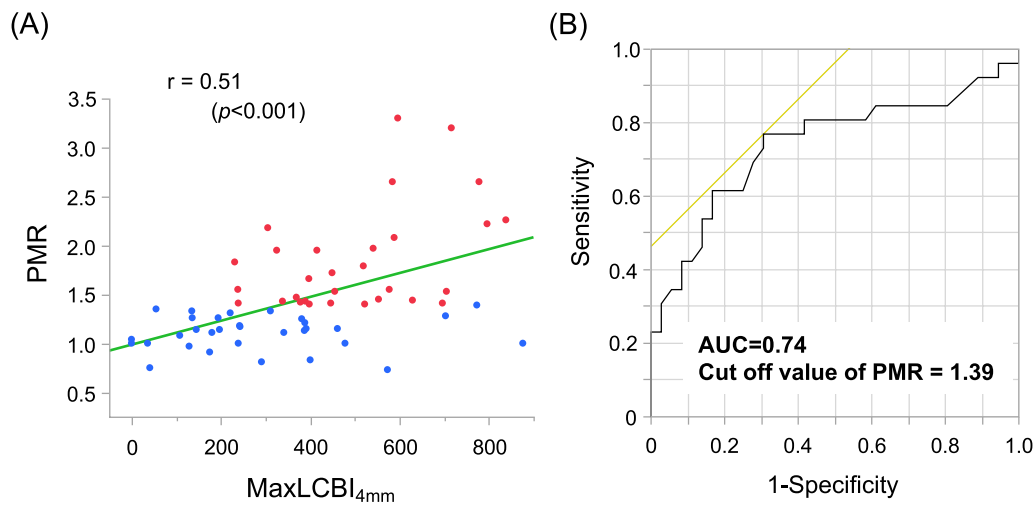 (A)
r = 0.51
(p<0.001)
PMR
3.5
3.0
2.5
2.0
1.5
1.0
0.5
0
200
400
600
800
MaxLCBI4mm
(B)
Sensitivity
1.0
0.8
0.6
0.4
0.2
0
AUC=0.74
Cut off value of PMR = 1.39
0
0.2
0.4
0.6
0.8
1.0
1-Specificity